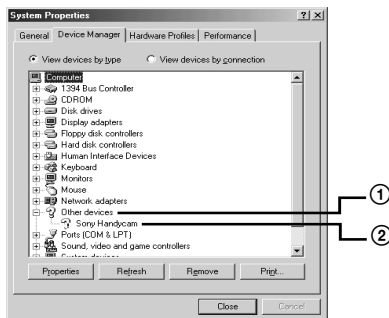 System Properties
General Device Manager Hardware Profiles Performance
View devices by type View devices by connection
Computer
1394 Bus Controller
CDROM
Disk drives
Display adapters
Floppy disk controllers
Hard disk controllers
Human Interface Devices
Keyboard
Monitors
Mouse
Network adapters
Other devices
Sony Handycam
Ports (COM & LPT)
Sound, video and game controllers
System devices
Properties Refresh Remove Print...
Close Cancel
①
②